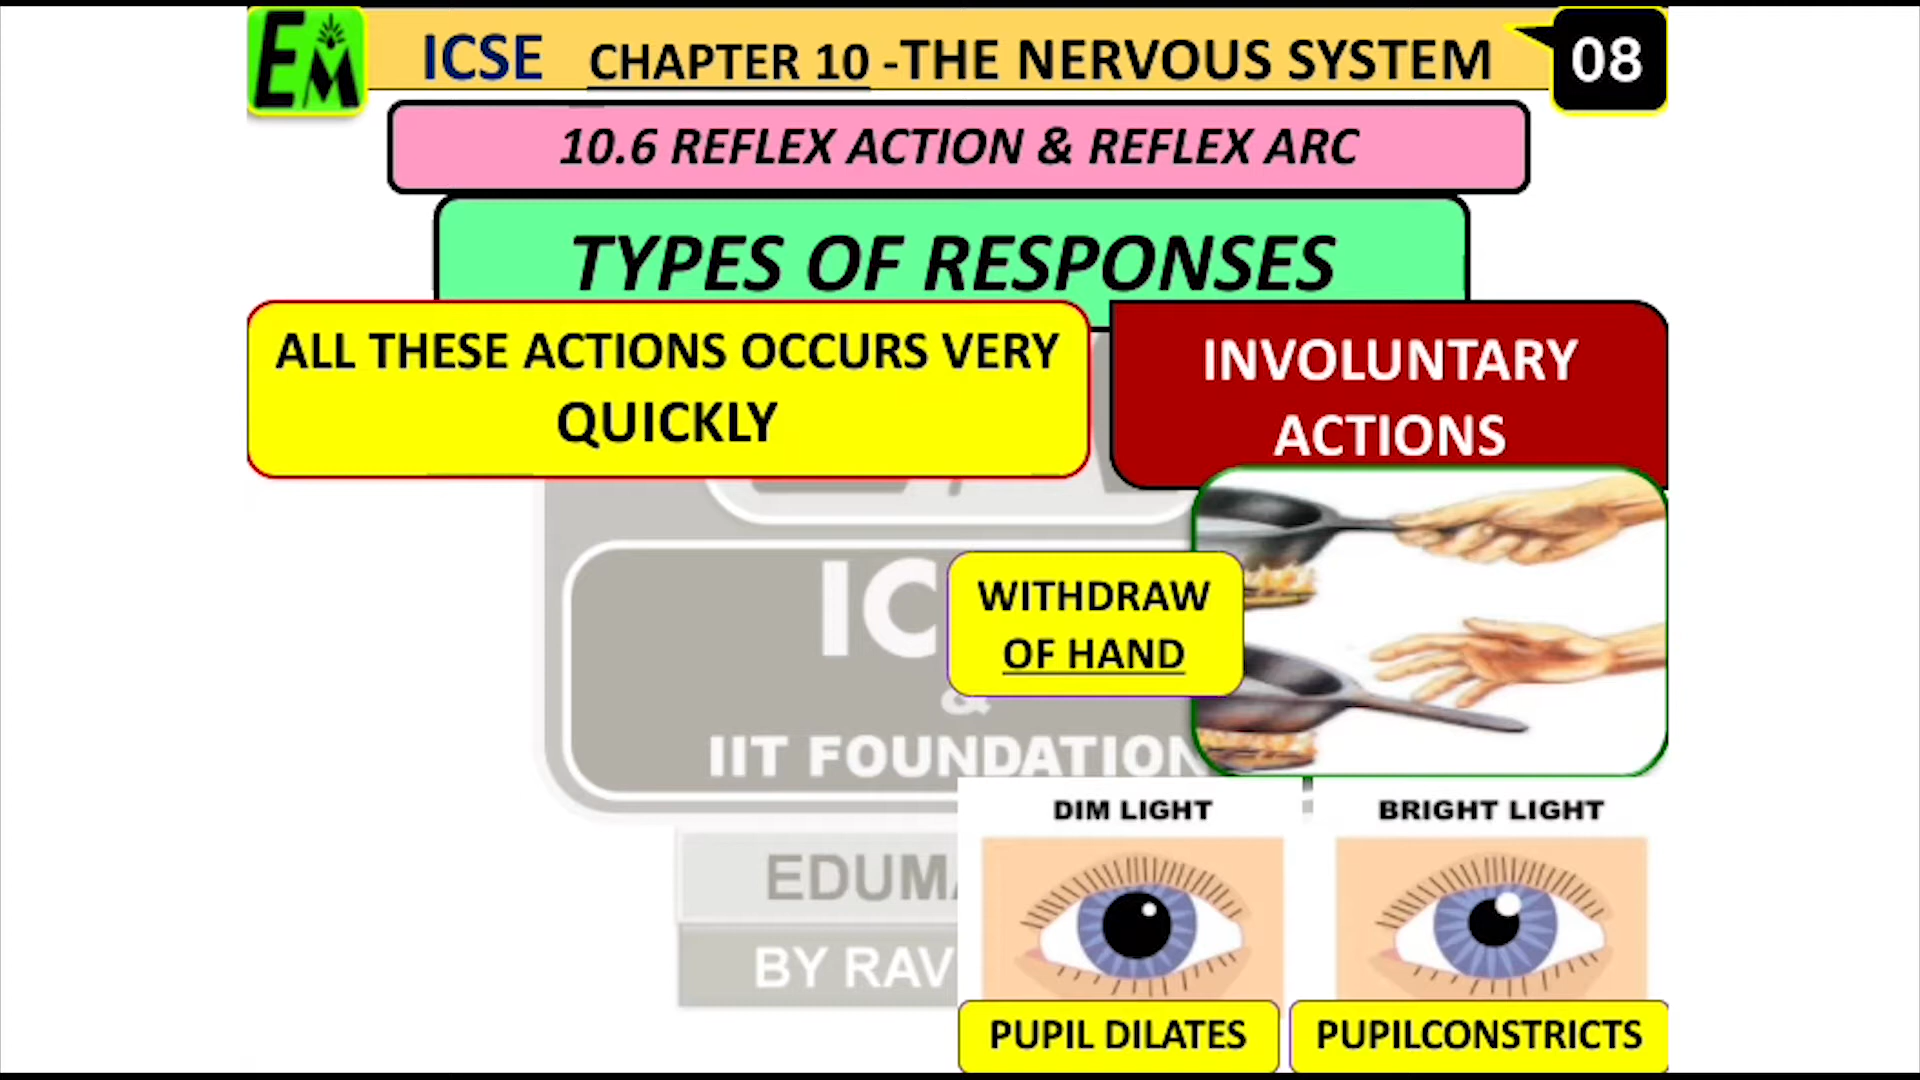 EM
ICSE CHAPTER 10 -THE NERVOUS SYSTEM
08
10.6 REFLEX ACTION & REFLEX ARC
TYPES OF RESPONSES
ALL THESE ACTIONS OCCURS VERY
QUICKLY
INVOLUNTARY
ACTIONS
WITHDRAW
OF HAND
&
IIT FOUNDATION
DIM LIGHT
BRIGHT LIGHT
BY
PUPIL DILATES
PUPILCONSTRICTS